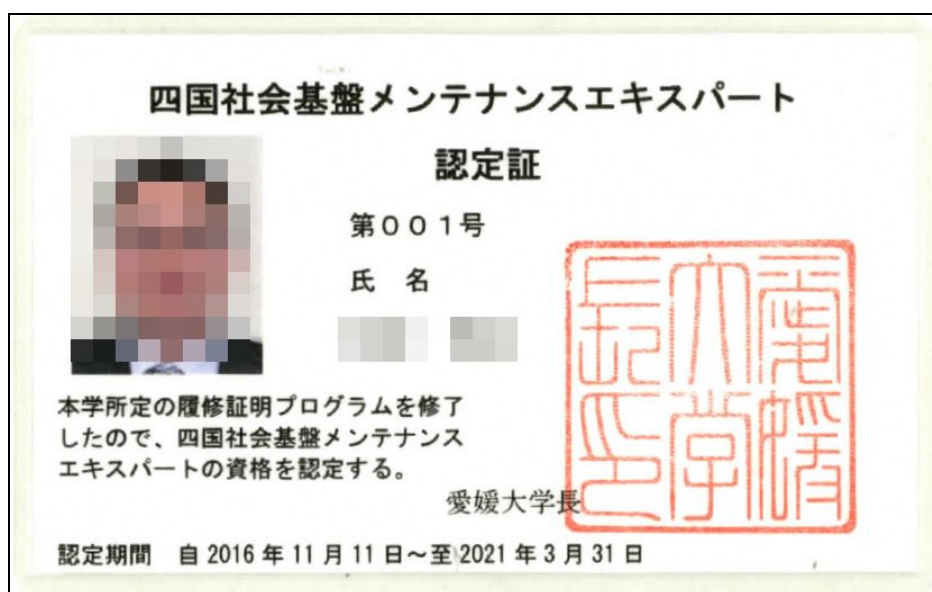 四国社会基盤メンテナンスエキスパート
認定証
第００１号
氏 名
本学所定の履修証明プログラムを修了
したので、四国社会基盤メンテナンス
エキスパートの資格を認定する。
愛媛大学長
愛媛大学長印
認定期間 自 2016 年 11 月 11 日～至 2021 年 3 月 31 日